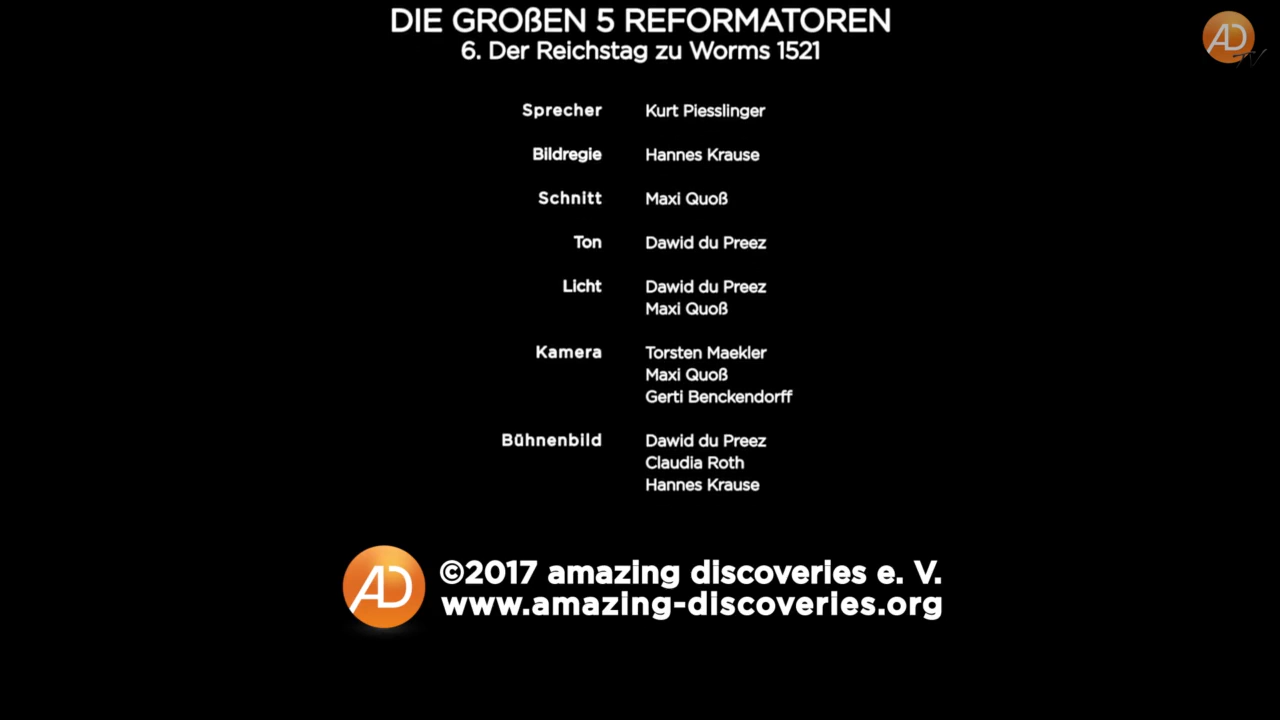 DIE GROßEN 5 REFORMATOREN
6. Der Reichstag zu Worms 1521
AD
TV
Sprecher Kurt Piesslinger
Bildregie Hannes Krause
Schnitt Maxi Quoß
Ton Dawid du Preez
Licht Dawid du Preez
Maxi Quoß
Kamera Torsten Maekler
Maxi Quoß
Gerti Benckendorff
Bühnenbild Dawid du Preez
Claudia Roth
Hannes Krause
AD
©2017 amazing discoveries e. V.
www.amazing-discoveries.org